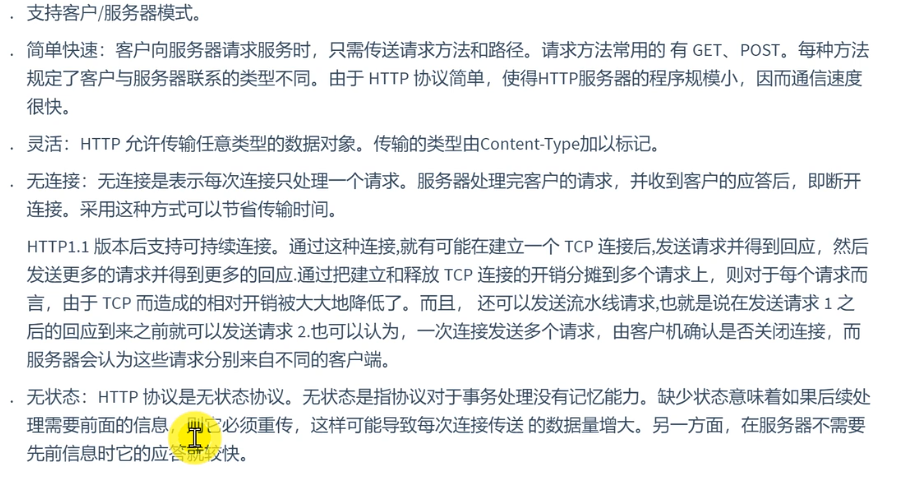 . 支持客户/服务器模式。
. 简单快速：客户向服务器请求服务时，只需传送请求方法和路径。请求方法常用的 有 GET、POST。每种方法
规定了客户与服务器联系的类型不同。由于 HTTP 协议简单，使得HTTP服务器的程序规模小，因而通信速度
很快。
. 灵活：HTTP 允许传输任意类型的数据对象。传输的类型由Content-Type加以标记。
. 无连接：无连接是表示每次连接只处理一个请求。服务器处理完客户的请求，并收到客户的应答后，即断开
连接。采用这种方式可以节省传输时间。
HTTP1.1 版本后支持可持续连接。通过这种连接,就有可能在建立一个 TCP 连接后,发送请求并得到回应，然后
发送更多的请求并得到更多的回应.通过把建立和释放 TCP 连接的开销分摊到多个请求上，则对于每个请求而
言，由于 TCP 而造成的相对开销被大大地降低了。而且， 还可以发送流水线请求,也就是说在发送请求 1 之
后的回应到来之前就可以发送请求 2.也可以认为，一次连接发送多个请求，由客户机确认是否关闭连接，而
服务器会认为这些请求分别来自不同的客户端。
. 无状态：HTTP 协议是无状态协议。无状态是指协议对于事务处理没有记忆能力。缺少状态意味着如果后续处
理需要前面的信息，则它必须重传，这样可能导致每次连接传送 的数据量增大。另一方面，在服务器不需要
先前信息时它的应答就较快。